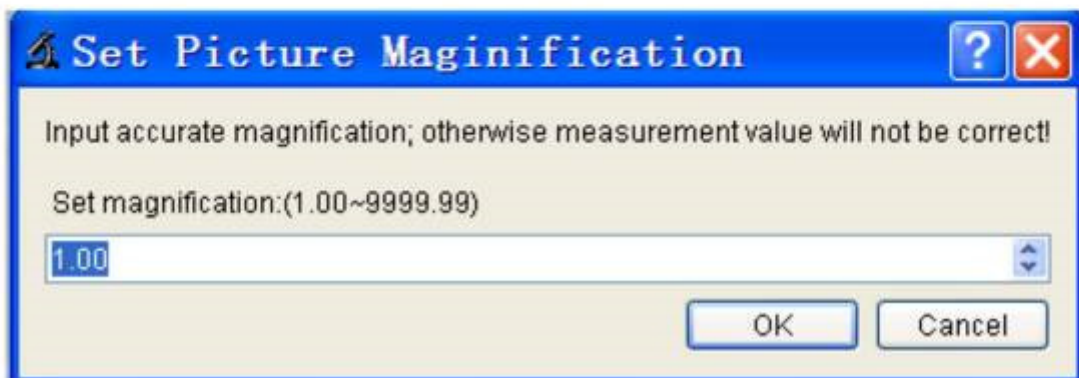 Set Picture Maginification
Input accurate magnification; otherwise measurement value will not be correct!
Set magnification:(1.00~9999.99)
1.00
OK Cancel